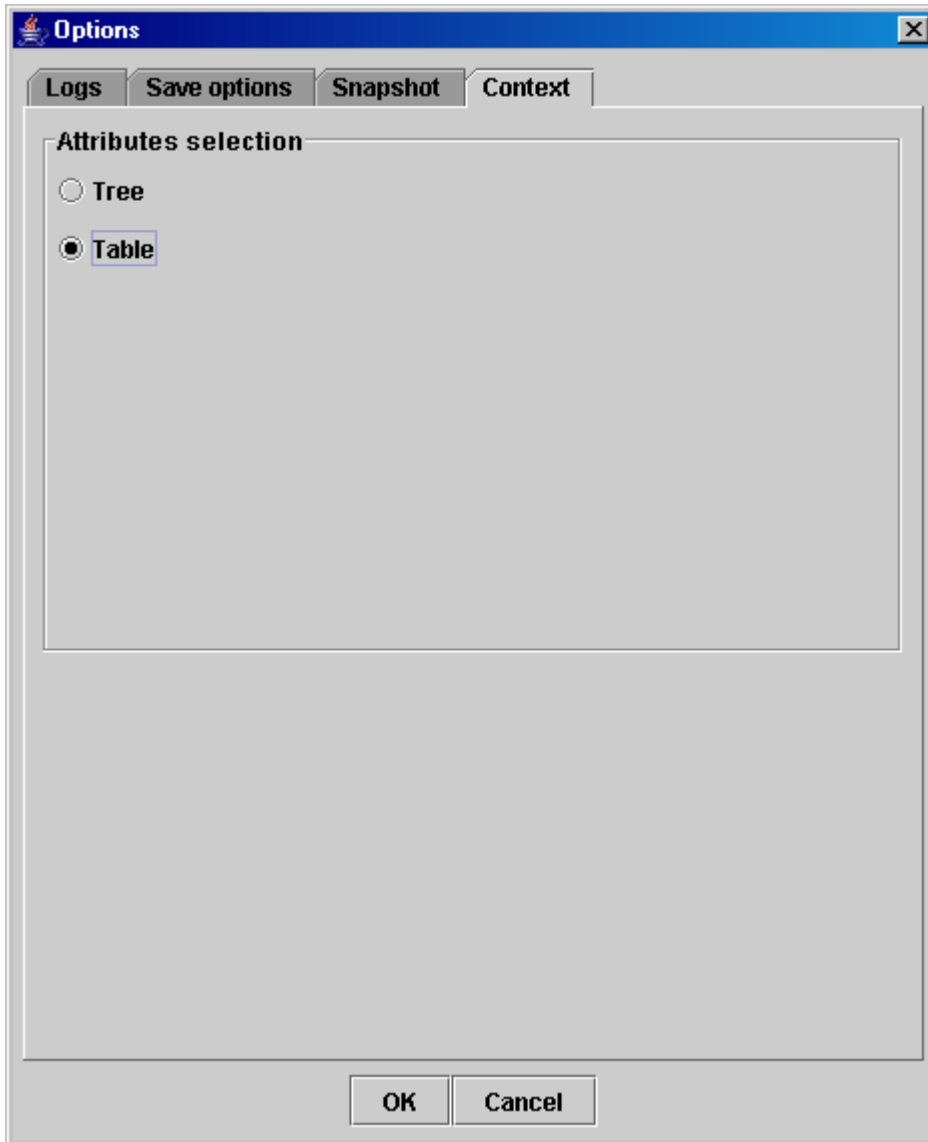 Options
Logs Save options Snapshot Context
Attributes selection
Tree
Table
OK Cancel